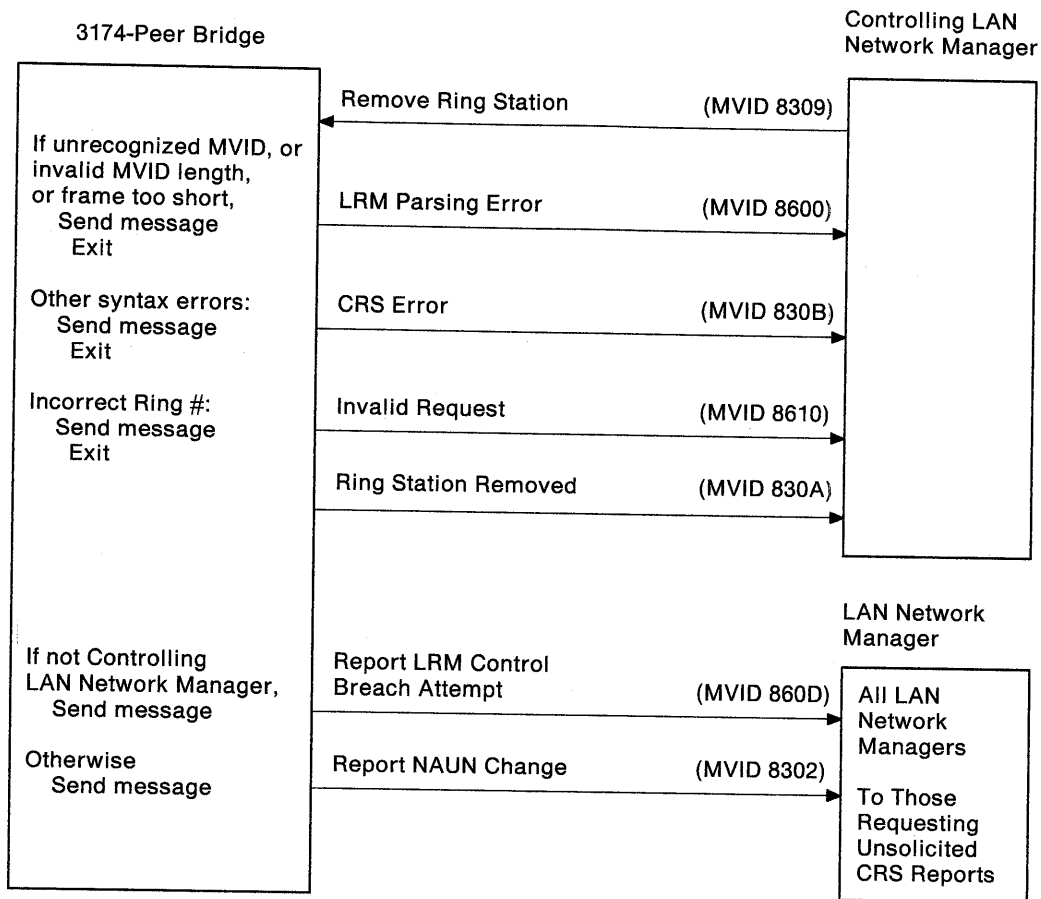 3174-Peer Bridge
Controlling LAN
Network Manager
Remove Ring Station (MVID 8309)
If unrecognized MVID, or
invalid MVID length,
or frame too short,
Send message
Exit
LRM Parsing Error (MVID 8600)
Other syntax errors:
Send message
Exit
CRS Error (MVID 830B)
Incorrect Ring #:
Send message
Exit
Invalid Request (MVID 8610)
Ring Station Removed (MVID 830A)
LAN Network
Manager
If not Controlling
LAN Network Manager,
Send message
Report LRM Control
Breach Attempt (MVID 860D)
All LAN
Network
Managers
Otherwise
Send message
Report NAUN Change (MVID 8302)
To Those
Requesting
Unsolicited
CRS Reports